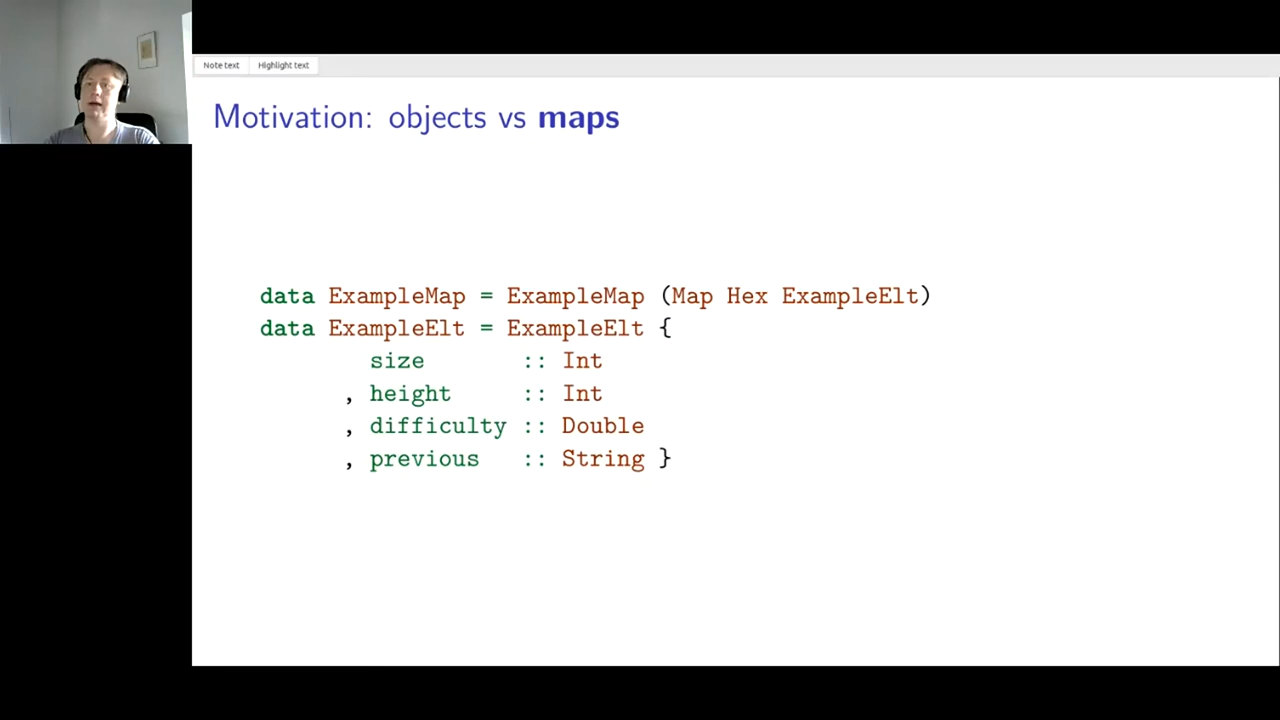 Note text Highlight text
Motivation: objects vs maps
data ExampleMap = ExampleMap (Map Hex ExampleElt)
data ExampleElt = ExampleElt {
size :: Int
, height :: Int
, difficulty :: Double
, previous :: String }